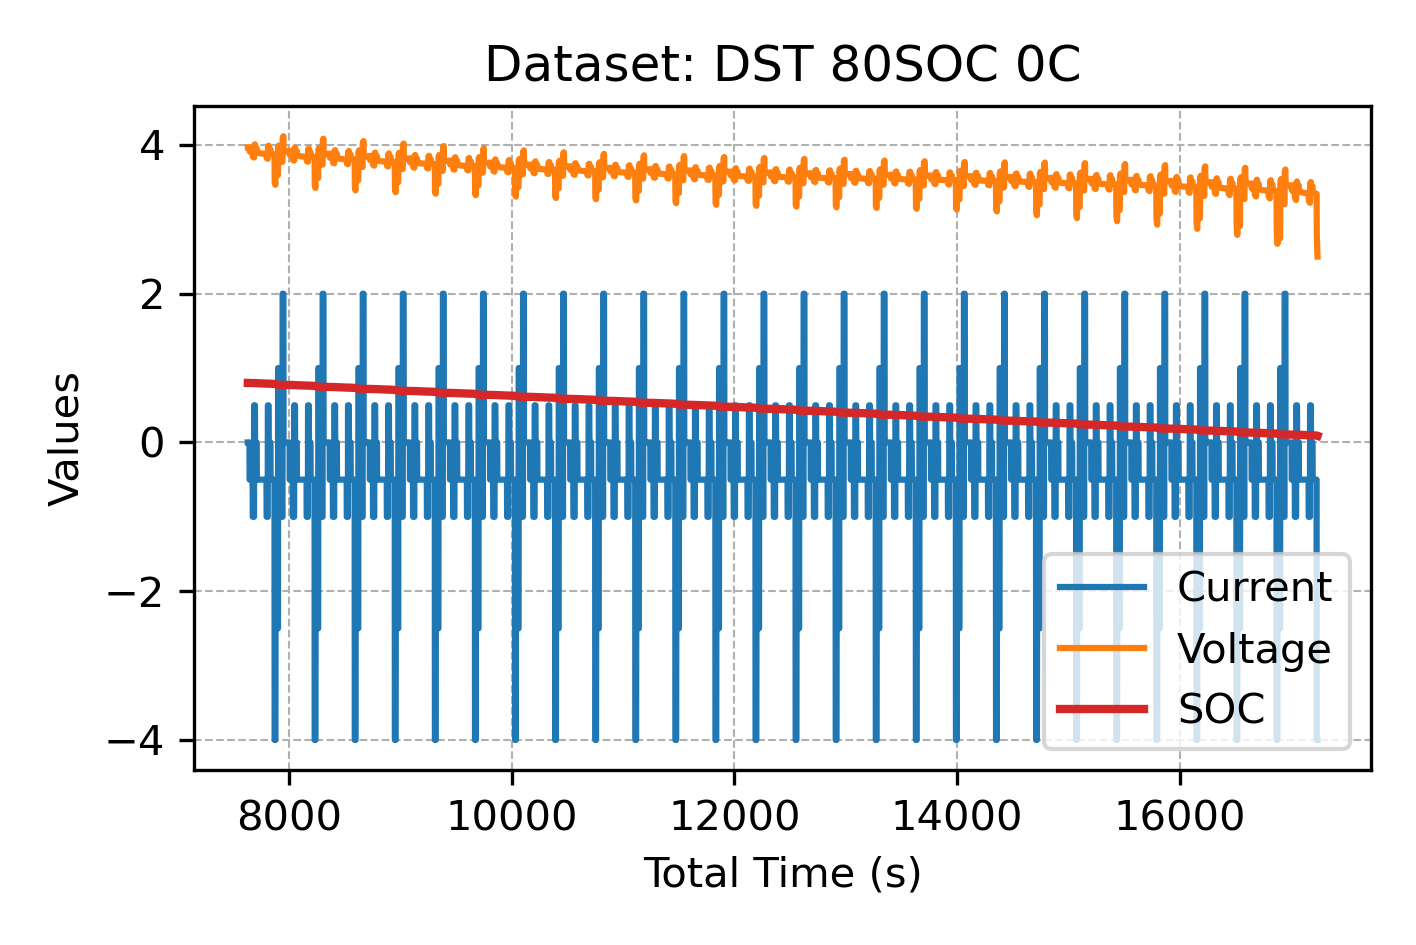 Dataset: DST 80SOC 0C
Values
4
2
0
−2
−4
8000
10000
12000
14000
16000
Total Time (s)
Current
Voltage
SOC